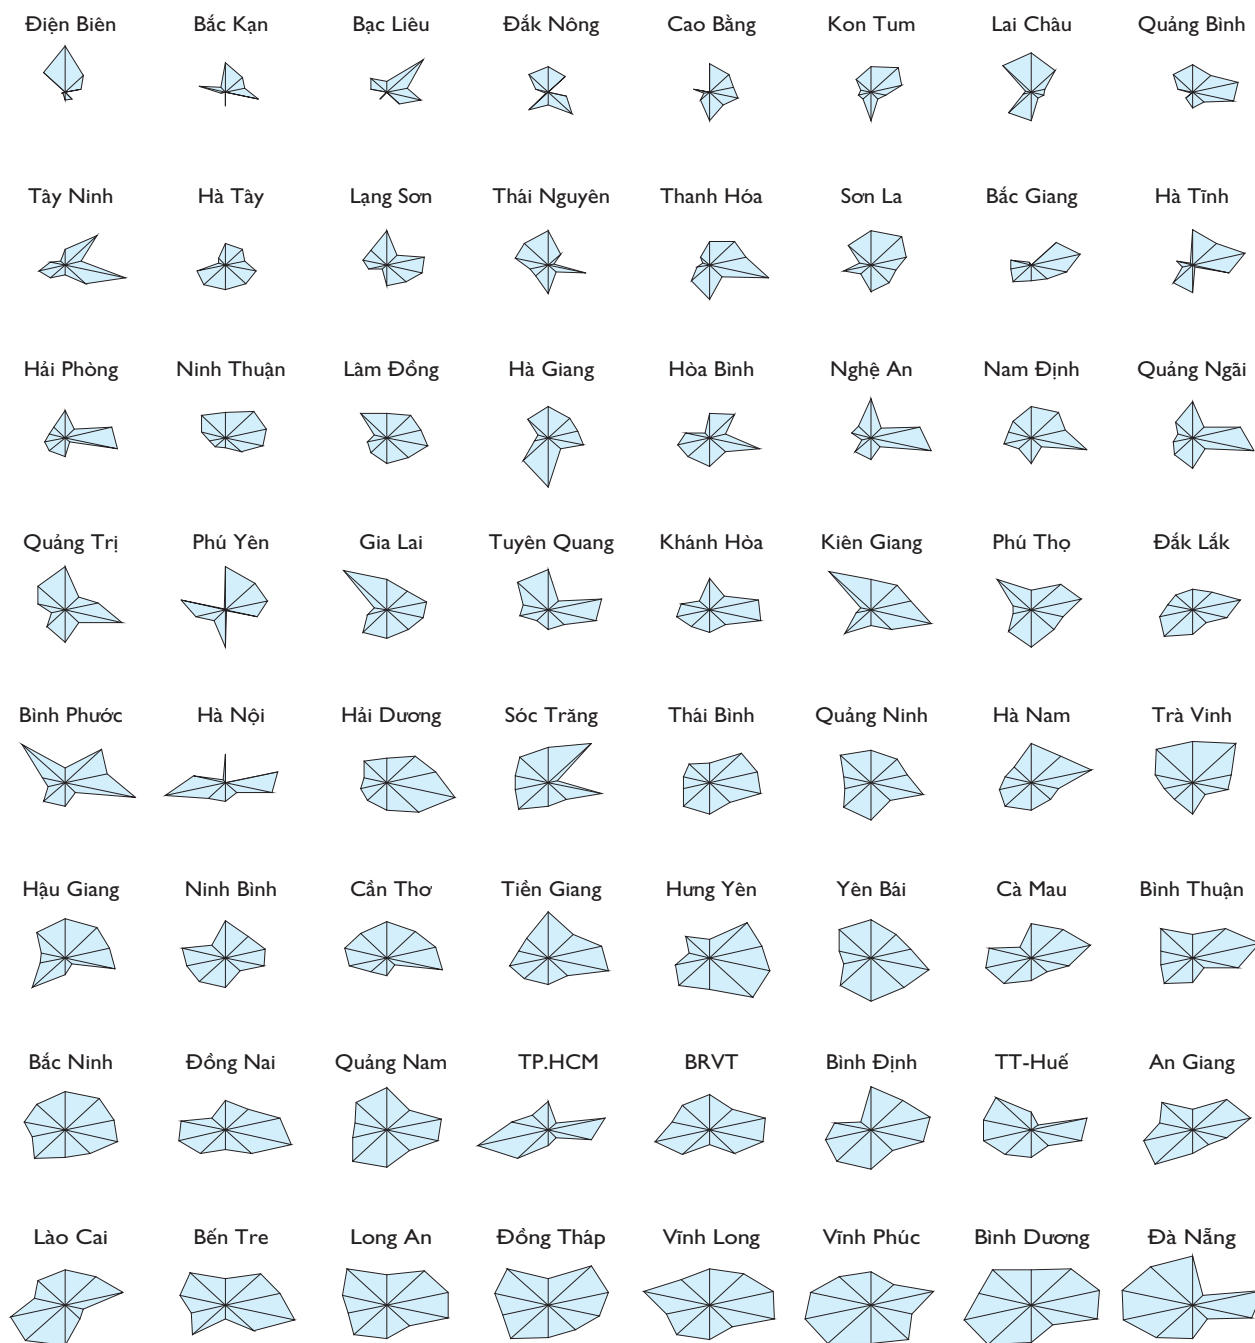 Điện Biên Bắc Kạn Bạc Liêu Đắk Nông Cao Bằng Kon Tum Lai Châu Quảng Bình
Tây Ninh Hà Tây Lạng Sơn Thái Nguyên Thanh Hóa Sơn La Bắc Giang Hà Tĩnh
Hải Phòng Ninh Thuận Lâm Đồng Hà Giang Hòa Bình Nghệ An Nam Định Quảng Ngãi
Quảng Trị Phú Yên Gia Lai Tuyên Quang Khánh Hòa Kiên Giang Phú Thọ Đắk Lắk
Bình Phước Hà Nội Hải Dương Sóc Trăng Thái Bình Quảng Ninh Hà Nam Trà Vinh
Hậu Giang Ninh Bình Cần Thơ Tiền Giang Hưng Yên Yên Bái Cà Mau Bình Thuận
Bắc Ninh Đồng Nai Quảng Nam TP.HCM BRVT Bình Định TT-Huế An Giang
Lào Cai Bến Tre Long An Đồng Tháp Vĩnh Long Vĩnh Phúc Bình Dương Đà Nẵng